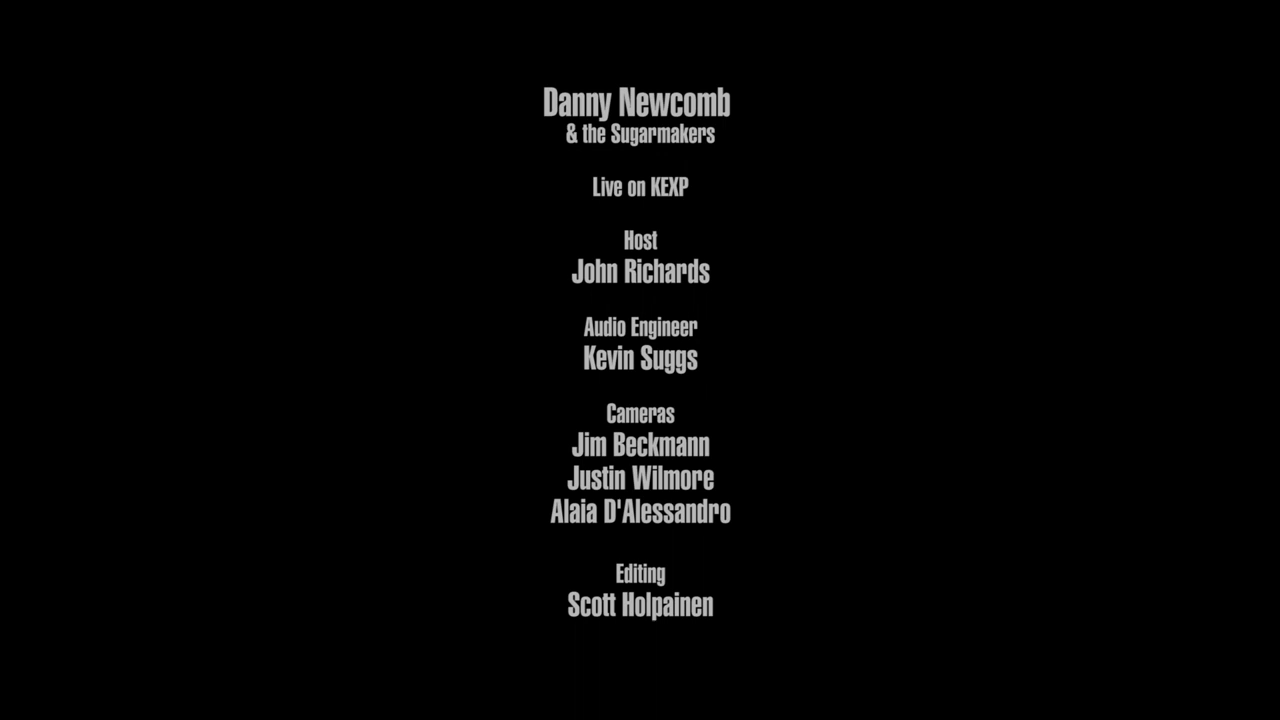 Danny Newcomb
& the Sugarmakers
Live on KEXP
Host
John Richards
Audio Engineer
Kevin Suggs
Cameras
Jim Beckmann
Justin Wilmore
Alaia D'Alessandro
Editing
Scott Holpainen